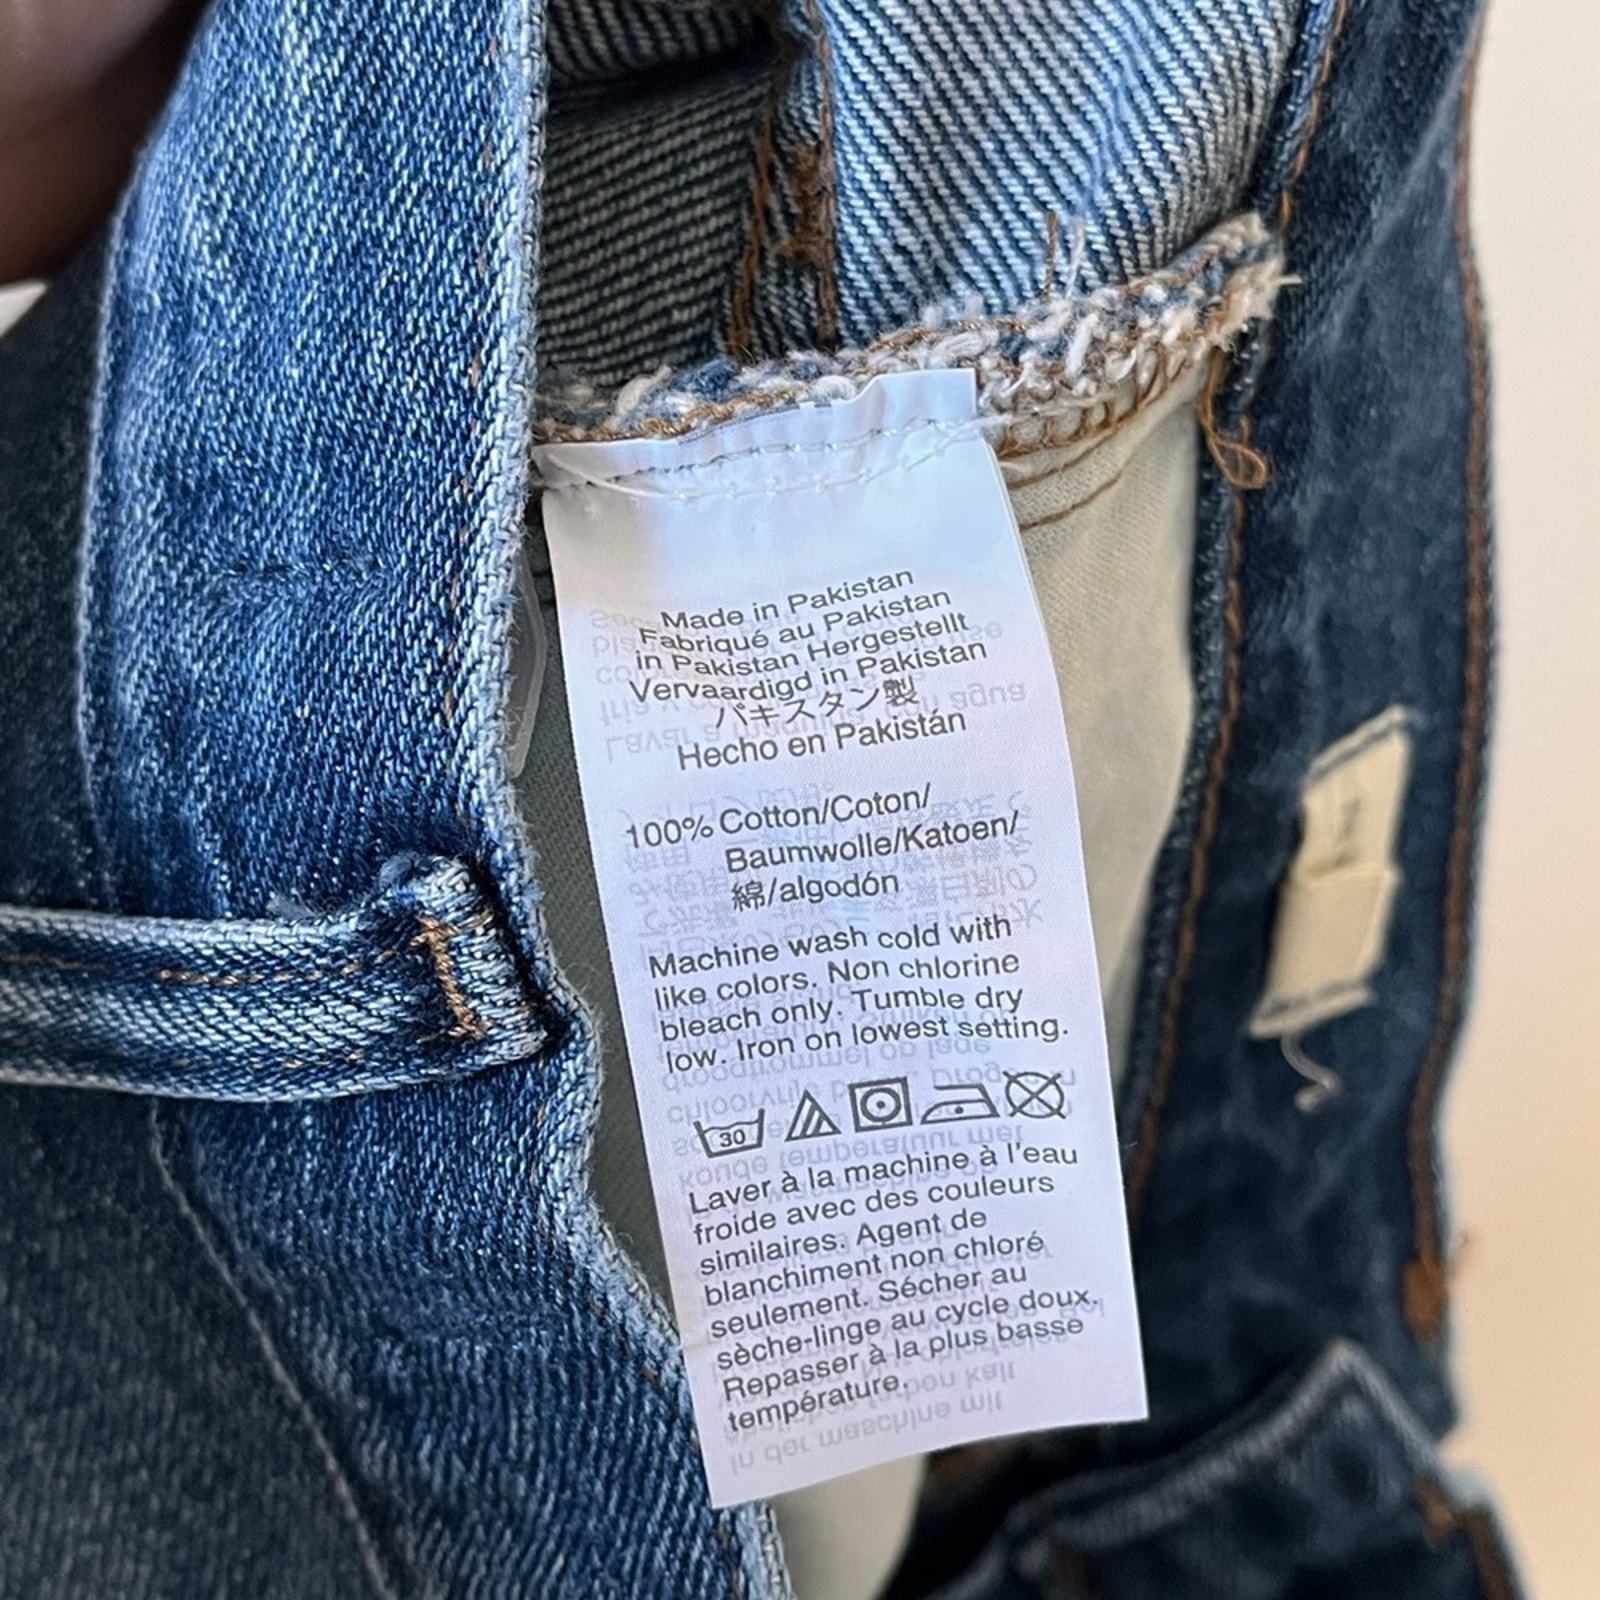 Made in Pakistan
Fabriqué au Pakistan
in Pakistan Hergestellt
Vervaardigd in Pakistan
パキスタン製
Hecho en Pakistán
100% Cotton/Coton/
Baumwolle/Katoen/
綿/algodón
Machine wash cold with
like colors. Non chlorine
bleach only. Tumble dry
low. Iron on lowest setting.
30
Laver à la machine à l'eau
froide avec des couleurs
similaires. Agent de
blanchiment non chloré
seulement. Sécher au
sèche-linge au cycle doux.
Repasser à la plus basse
température.